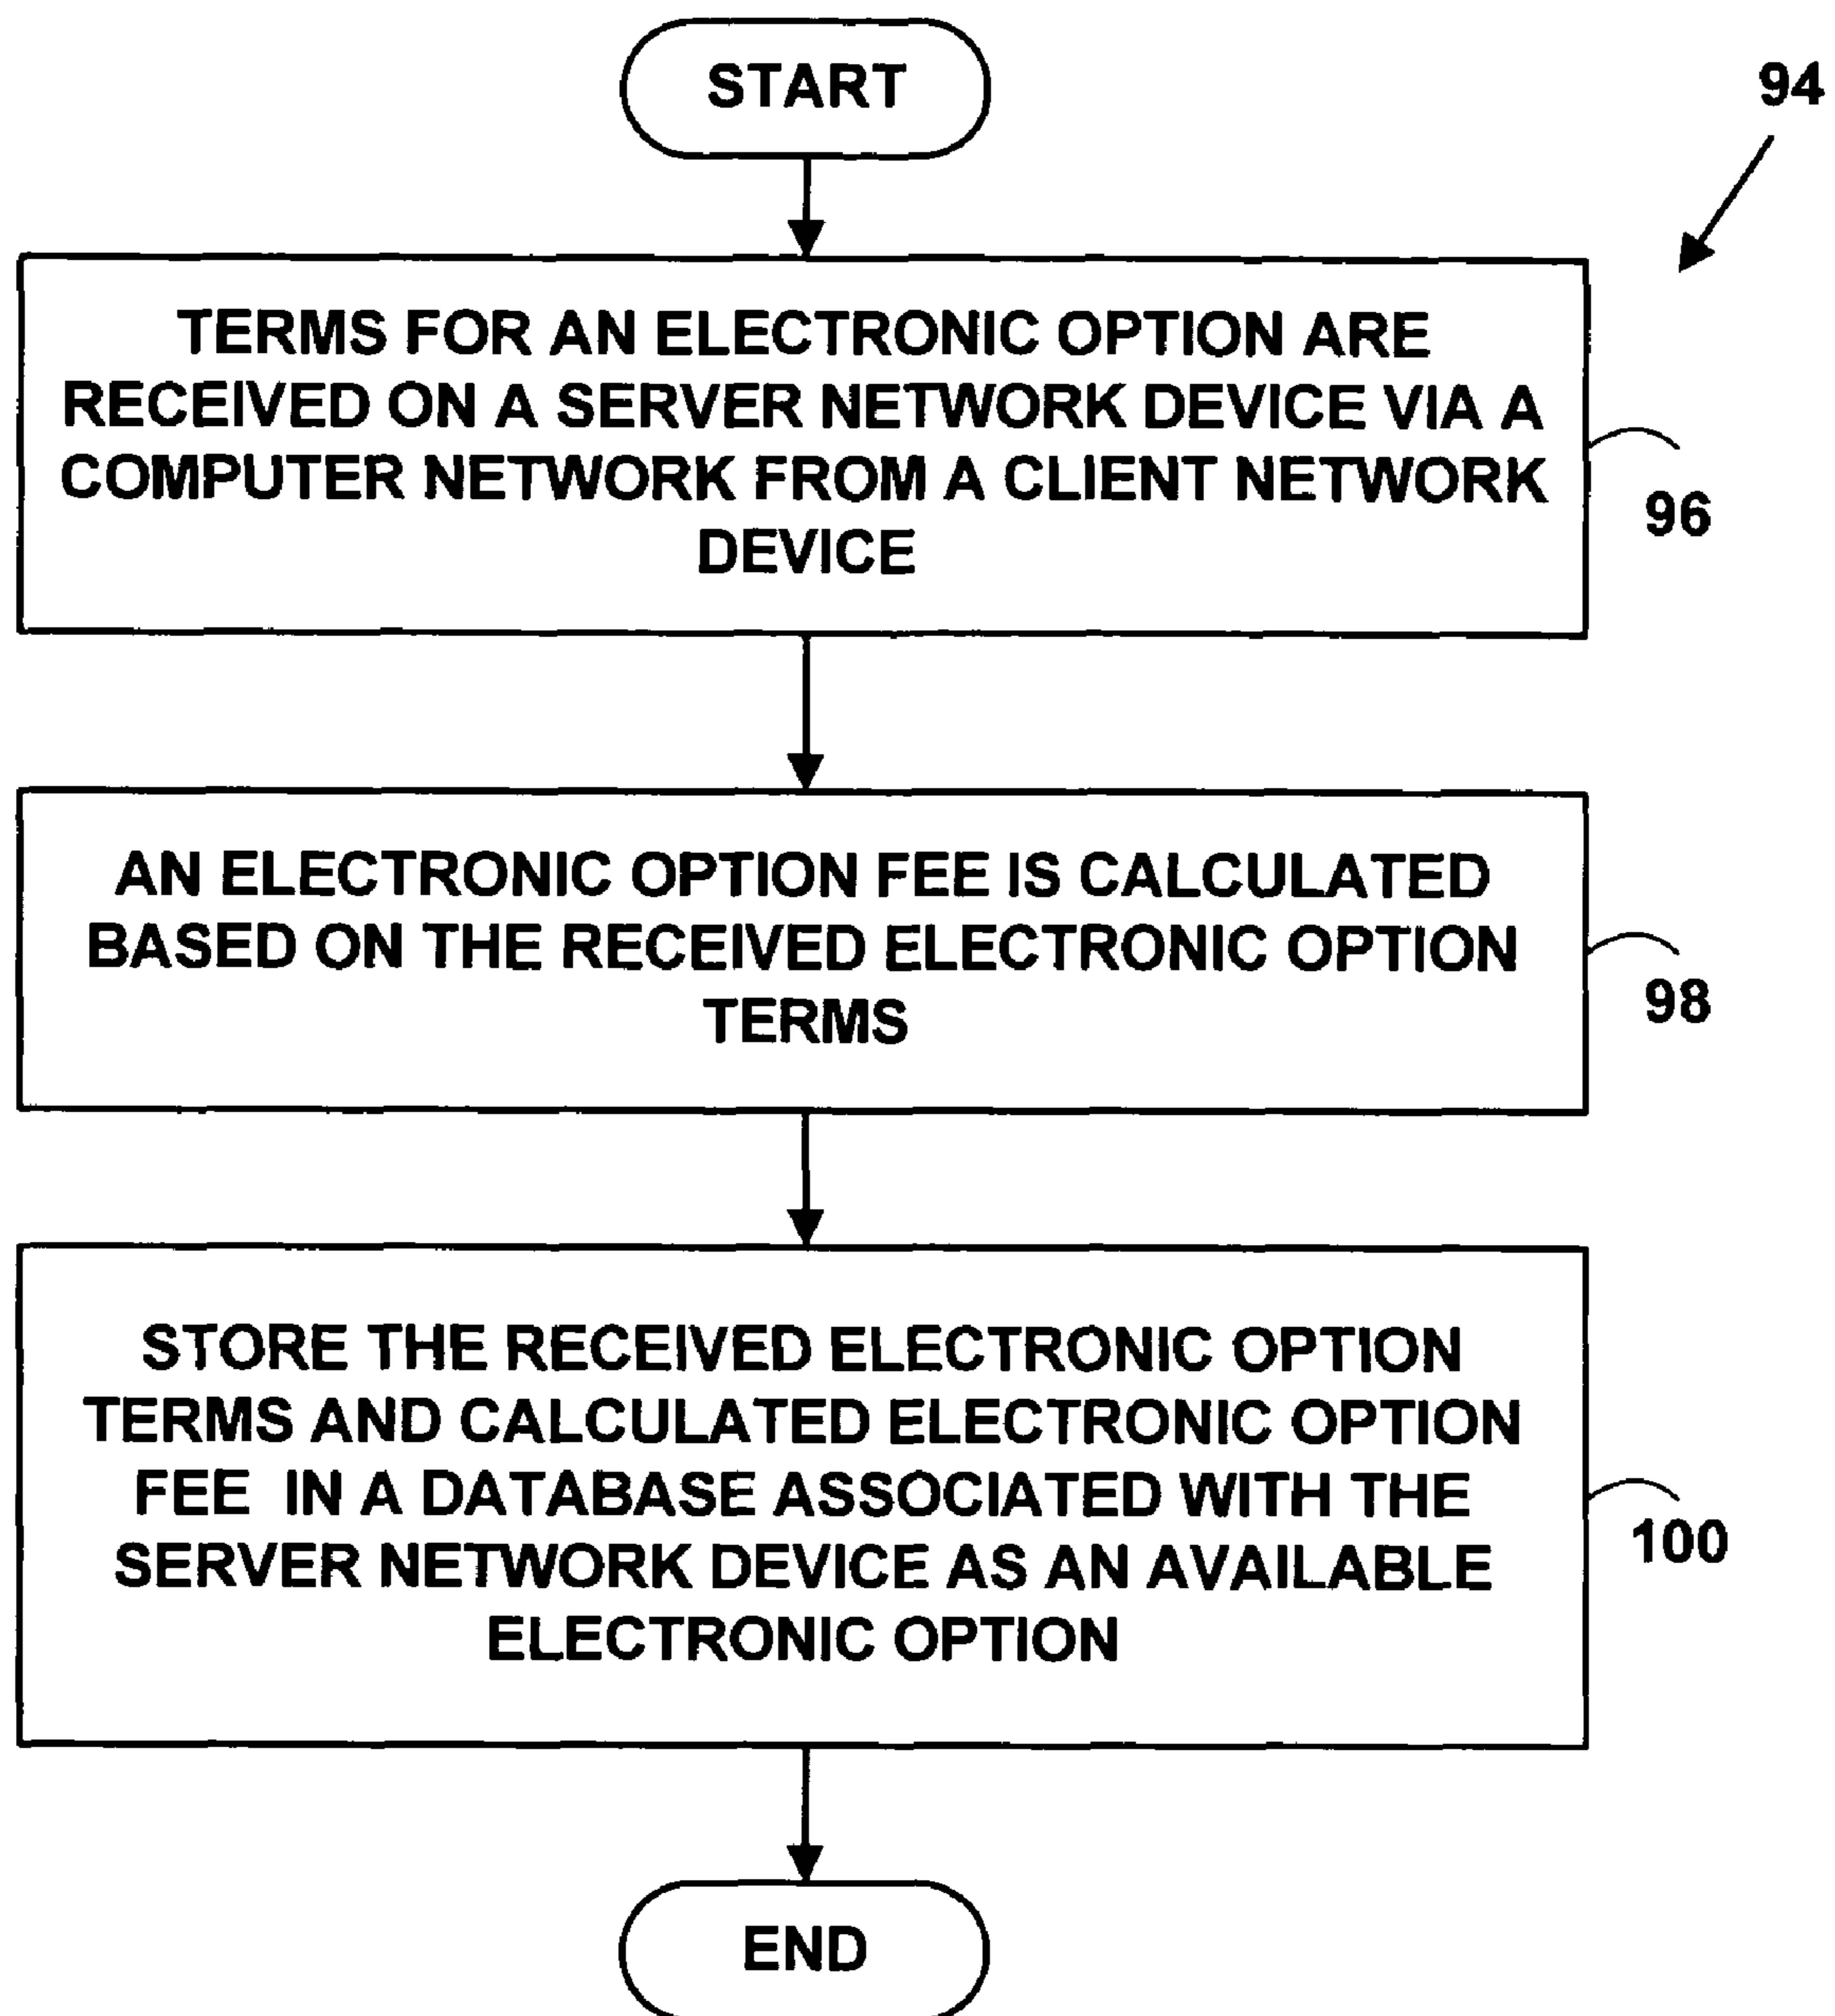 START
94
TERMS FOR AN ELECTRONIC OPTION ARE
RECEIVED ON A SERVER NETWORK DEVICE VIA A
COMPUTER NETWORK FROM A CLIENT NETWORK
DEVICE
96
AN ELECTRONIC OPTION FEE IS CALCULATED
BASED ON THE RECEIVED ELECTRONIC OPTION
TERMS
98
STORE THE RECEIVED ELECTRONIC OPTION
TERMS AND CALCULATED ELECTRONIC OPTION
FEE IN A DATABASE ASSOCIATED WITH THE
SERVER NETWORK DEVICE AS AN AVAILABLE
ELECTRONIC OPTION
100
END